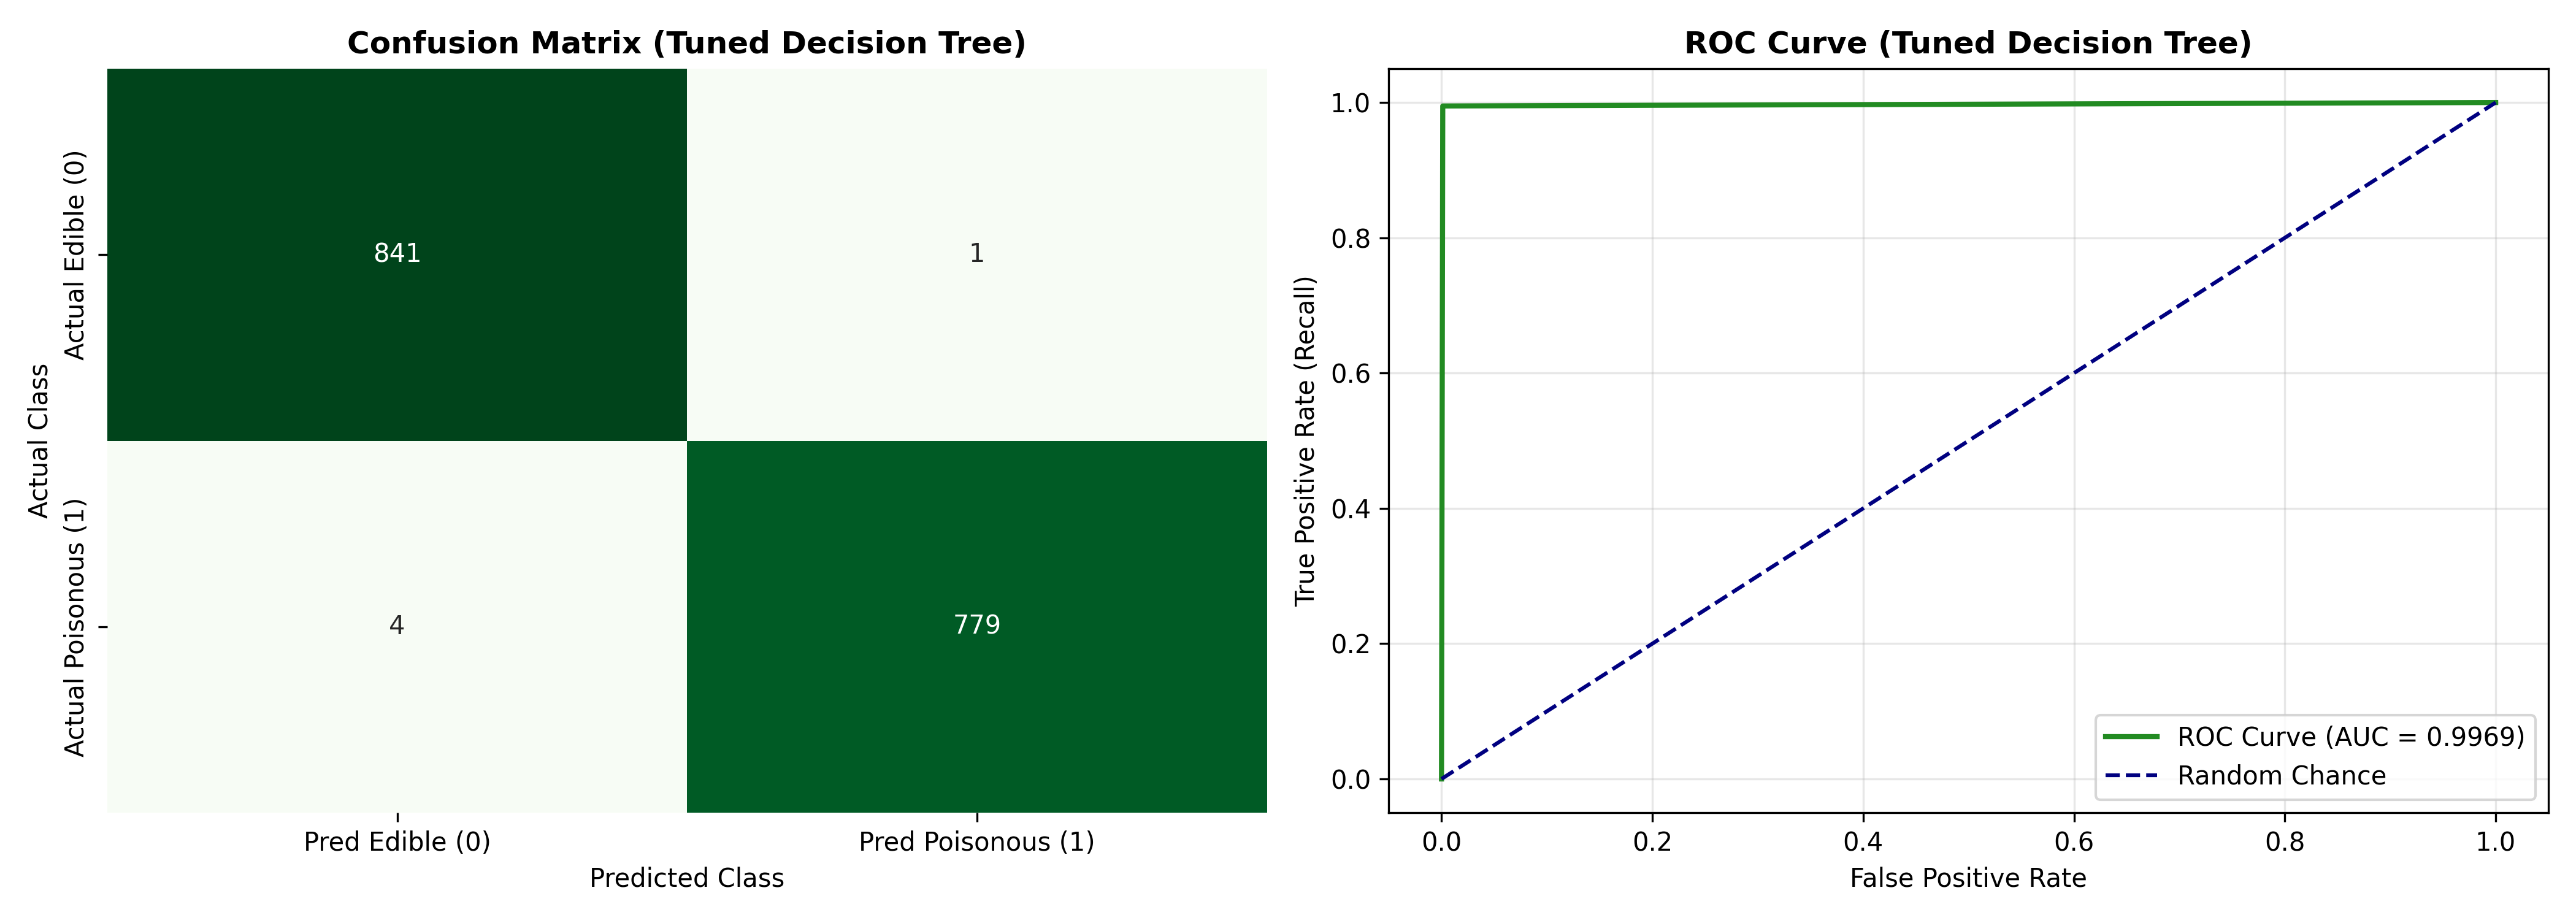 Confusion Matrix (Tuned Decision Tree)
Actual Class
Actual Edible (0)
Actual Poisonous (1)
841
1
4
779
Pred Edible (0)
Pred Poisonous (1)
Predicted Class
ROC Curve (Tuned Decision Tree)
True Positive Rate (Recall)
1.0
0.8
0.6
0.4
0.2
0.0
ROC Curve (AUC = 0.9969)
Random Chance
0.0
0.2
0.4
0.6
0.8
1.0
False Positive Rate